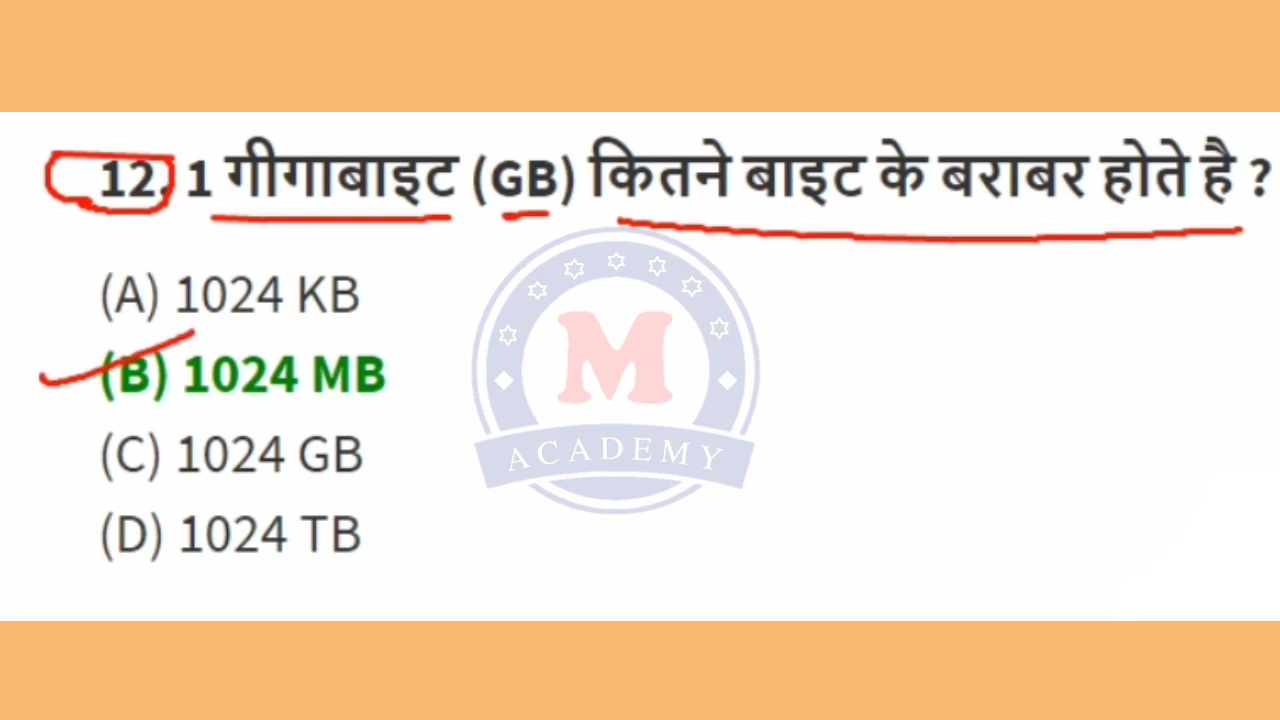 12. 1 गीगाबाइट (GB) कितने बाइट के बराबर होते है ?
(A) 1024 KB
(B) 1024 MB
(C) 1024 GB
(D) 1024 TB
M
ACADEMY